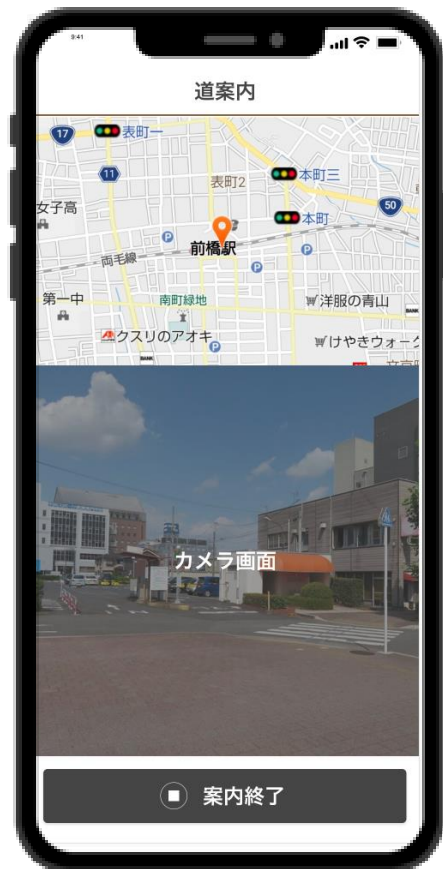 9:41
道案内
17
表町一
11
表町2
本町三
50
女子高
本町
P
前橋駅
P
両毛線
P
第一中
南町緑地
洋服の青山
BANK
クスリのアオキ
P
けやきウォーク
BANK
カメラ画面
案内終了